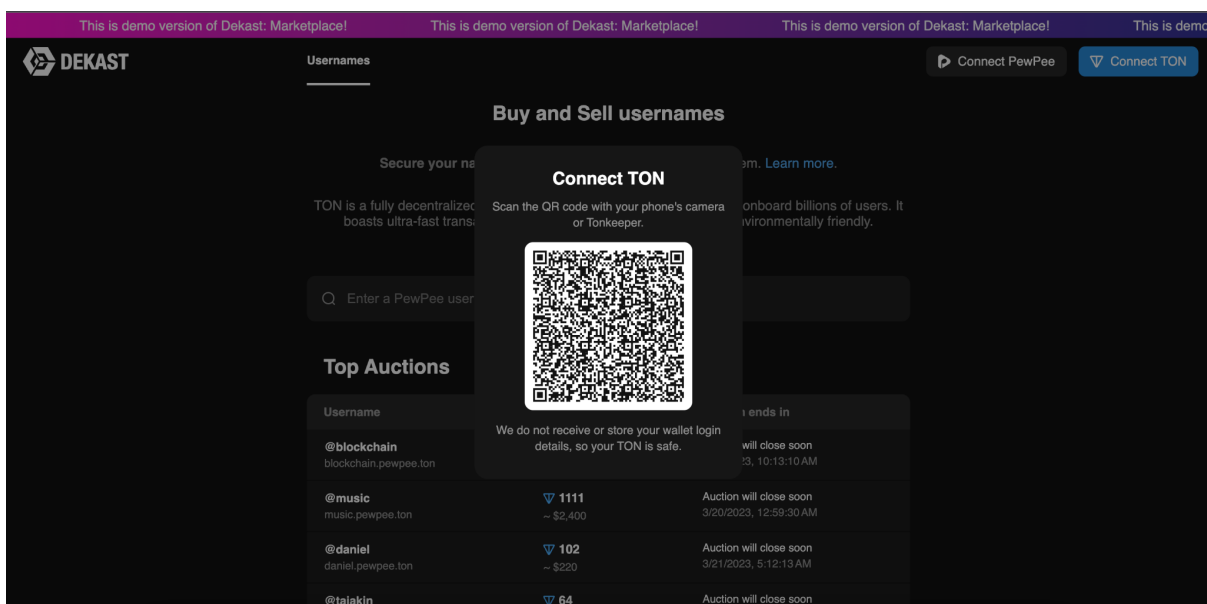 This is demo version of Dekast: Marketplace! This is demo version of Dekast: Marketplace! This is demo version of Dekast: Marketplace! This is demo
DEKAST Usernames Connect PewPee Connect TON
Buy and Sell usernames
Secure your Learn more.
Connect TON
TON is a fully decentralized onboard billions of users. It
Scan the QR code with your phone's camera
boasts ultra-fast friendly.
or Tonkeeper.
Enter a PewPee
Top Auctions
Username ends in
We do not receive or store your wallet login
details, so your TON is safe.
@blockchain will close soon
blockchain.pewpee.ton 10:13:10 AM
@music 1111 Auction will close soon
music.pewpee.ton ~ $2,400 3/20/2023, 12:59:30 AM
@daniel 102 Auction will close soon
daniel.pewpee.ton ~ $220 3/21/2023, 5:12:13 AM
@tajakin 64 Auction will close soon